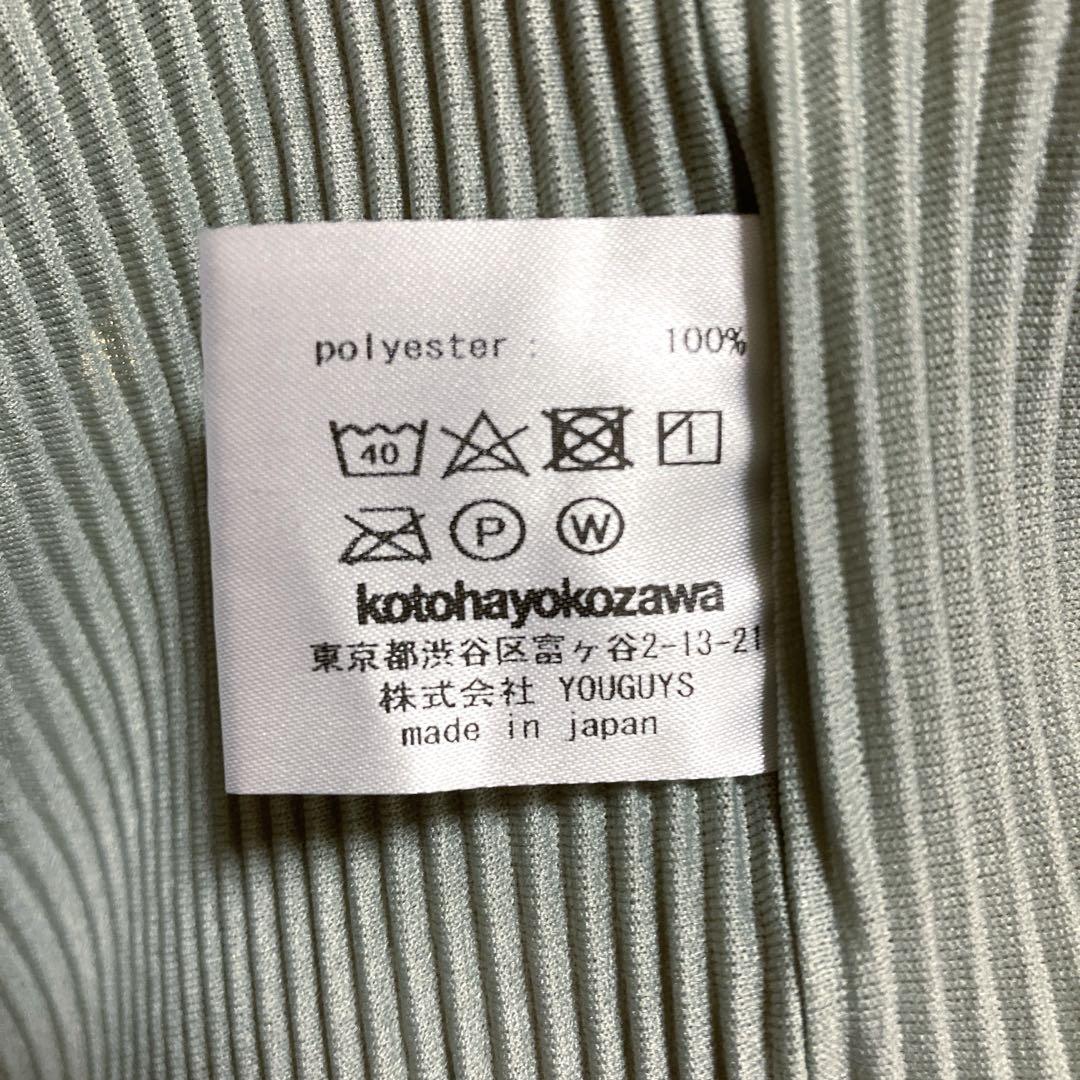 polyester : 100%
40
P W
kotohayokozawa
東京都渋谷区富ヶ谷2-13-21
株式会社 YOUGUYS
made in japan